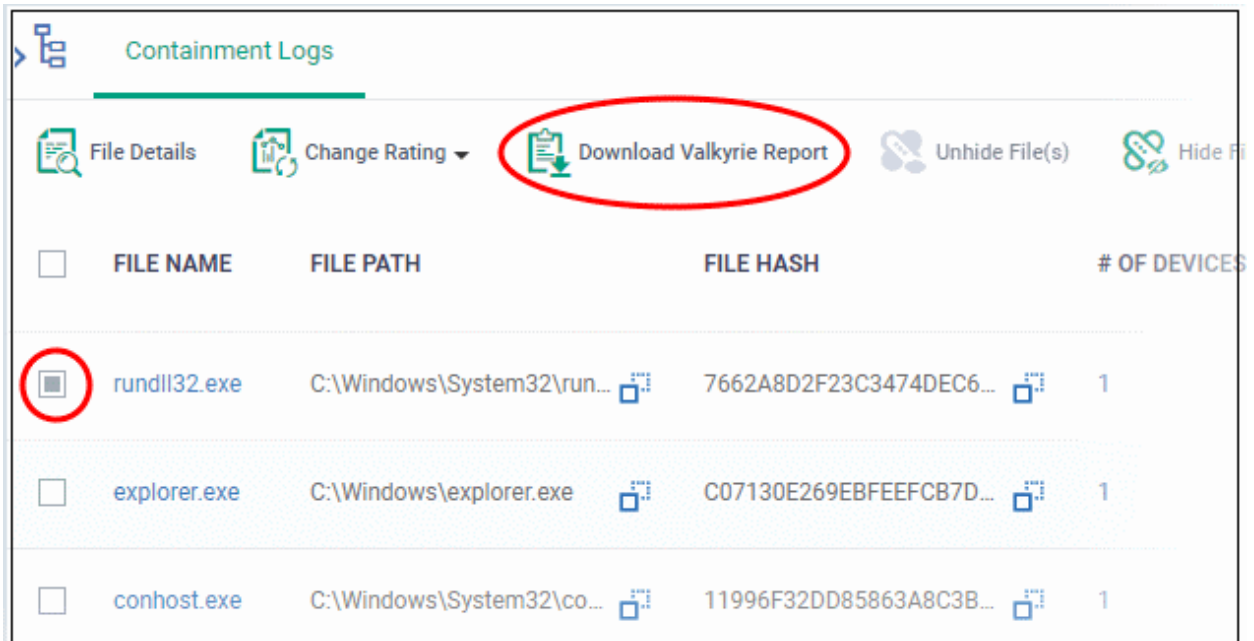 Containment Logs
File Details Change Rating Download Valkyrie Report Unhide File(s) Hide Fi
FILE NAME FILE PATH FILE HASH # OF DEVICES
rundll32.exe C:\Windows\System32\run... 7662A8D2F23C3474DEC6... 1
explorer.exe C:\Windows\explorer.exe C07130E269EBFEEFCB7D... 1
conhost.exe C:\Windows\System32\co... 11996F32DD85863A8C3B... 1